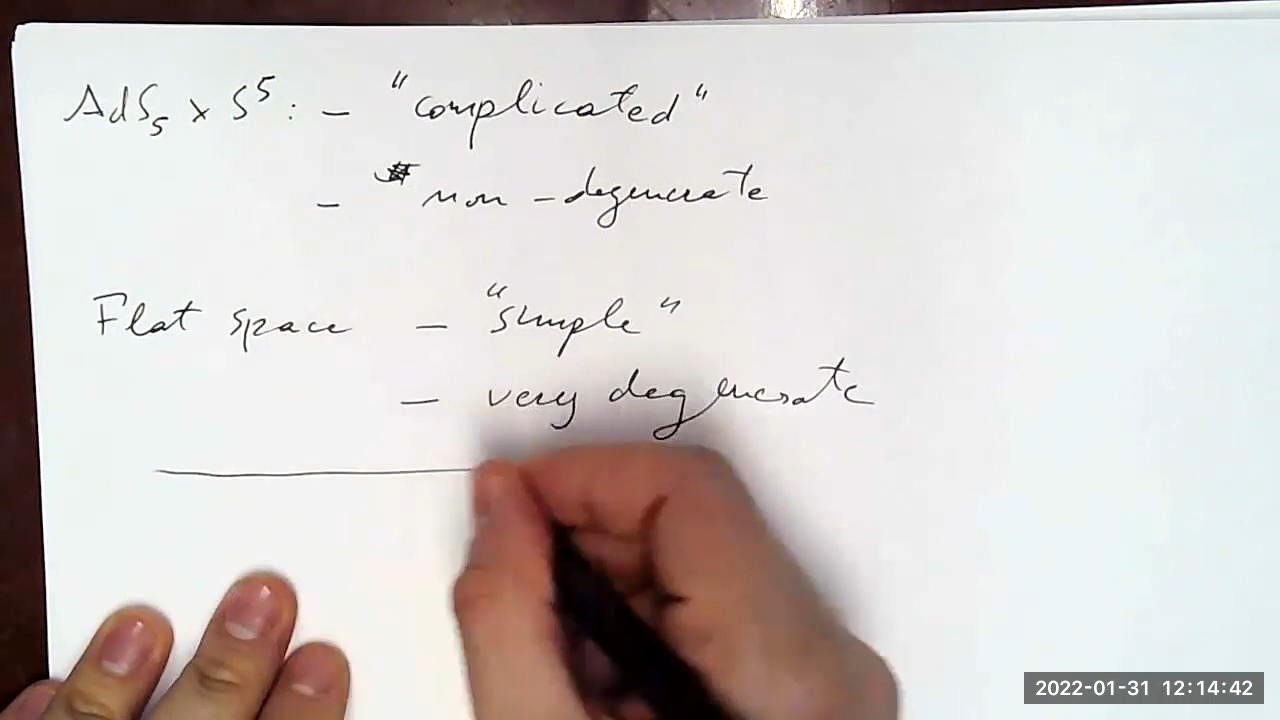 AdS₅ × S⁵ : — "complicated"
— non-degenerate
Flat space — "simple"
— very degenerate
2022-01-31 12:14:42